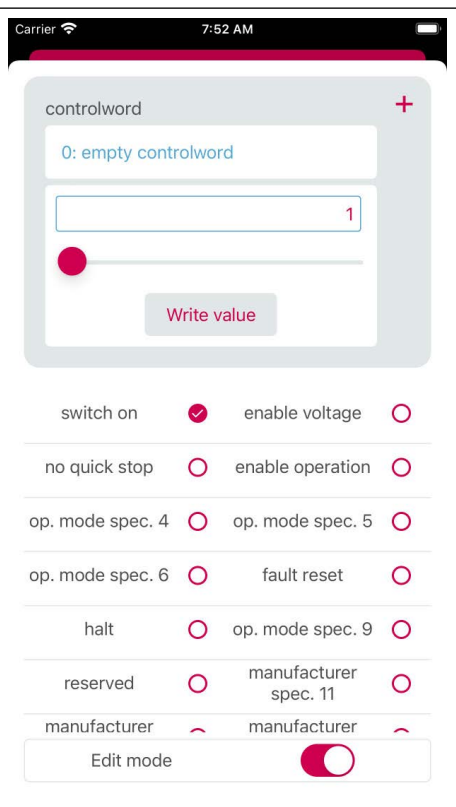 Carrier 7:52 AM
controlword +
0: empty controlword
1
Write value
switch on enable voltage
no quick stop enable operation
op. mode spec. 4 op. mode spec. 5
op. mode spec. 6 fault reset
halt op. mode spec. 9
reserved manufacturer
spec. 11
manufacturer manufacturer
Edit mode